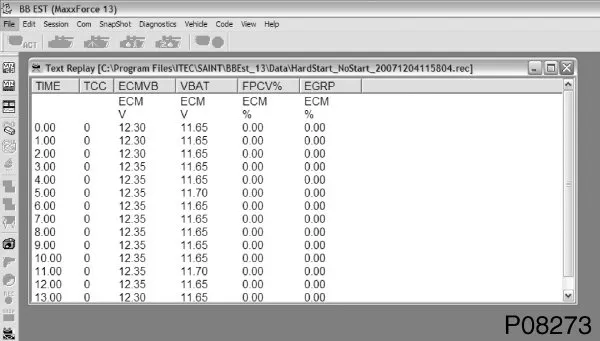 BB EST (MaxxForce 13)
File Edit Session Com SnapShot Diagnostics Vehicle Code View Help
ACT
Text Replay [C:\Program Files\ITEC\SAINT\BBEst_13\Data\HardStart_NoStart_20071204115804.rec]
TIME TCC ECMVB VBAT FPCV% EGRP
ECM ECM ECM ECM
V V % %
0.00 0 12.30 11.65 0.00 0.00
1.00 0 12.30 11.65 0.00 0.00
2.00 0 12.30 11.65 0.00 0.00
3.00 0 12.35 11.65 0.00 0.00
4.00 0 12.35 11.65 0.00 0.00
5.00 0 12.35 11.70 0.00 0.00
6.00 0 12.35 11.65 0.00 0.00
7.00 0 12.35 11.65 0.00 0.00
8.00 0 12.35 11.65 0.00 0.00
9.00 0 12.35 11.65 0.00 0.00
10.00 0 12.35 11.65 0.00 0.00
11.00 0 12.35 11.70 0.00 0.00
12.00 0 12.35 11.65 0.00 0.00
13.00 0 12.30 11.65 0.00 0.00
P08273